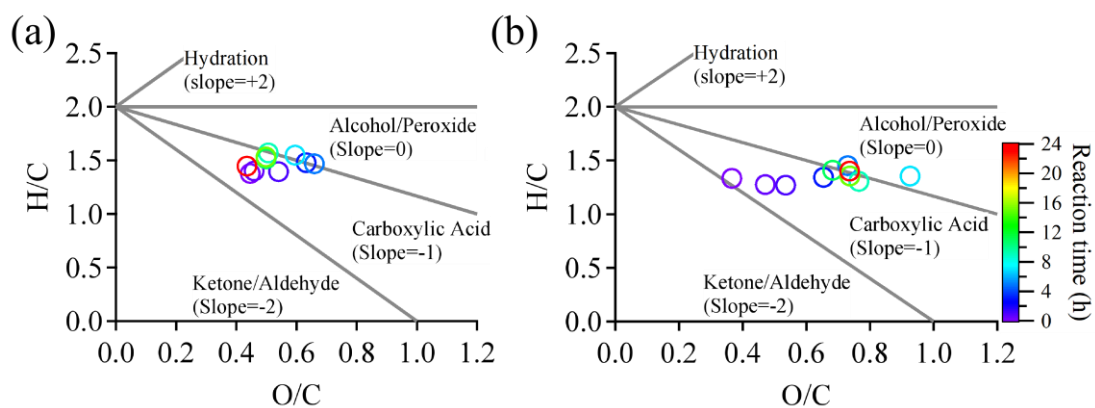 (a)
2.5
2.0
1.5
1.0
0.5
0.0
H/C
Hydration
(slope=+2)
Alcohol/Peroxide
(Slope=0)
Carboxylic Acid
(Slope=-1)
Ketone/Aldehyde
(Slope=-2)
0.0 0.2 0.4 0.6 0.8 1.0 1.2
O/C
(b)
2.5
2.0
1.5
1.0
0.5
0.0
H/C
Hydration
(slope=+2)
Alcohol/Peroxide
(Slope=0)
Carboxylic Acid
(Slope=-1)
Ketone/Aldehyde
(Slope=-2)
0.0 0.2 0.4 0.6 0.8 1.0 1.2
O/C
24
20
16
12
8
4
0
Reaction time (h)